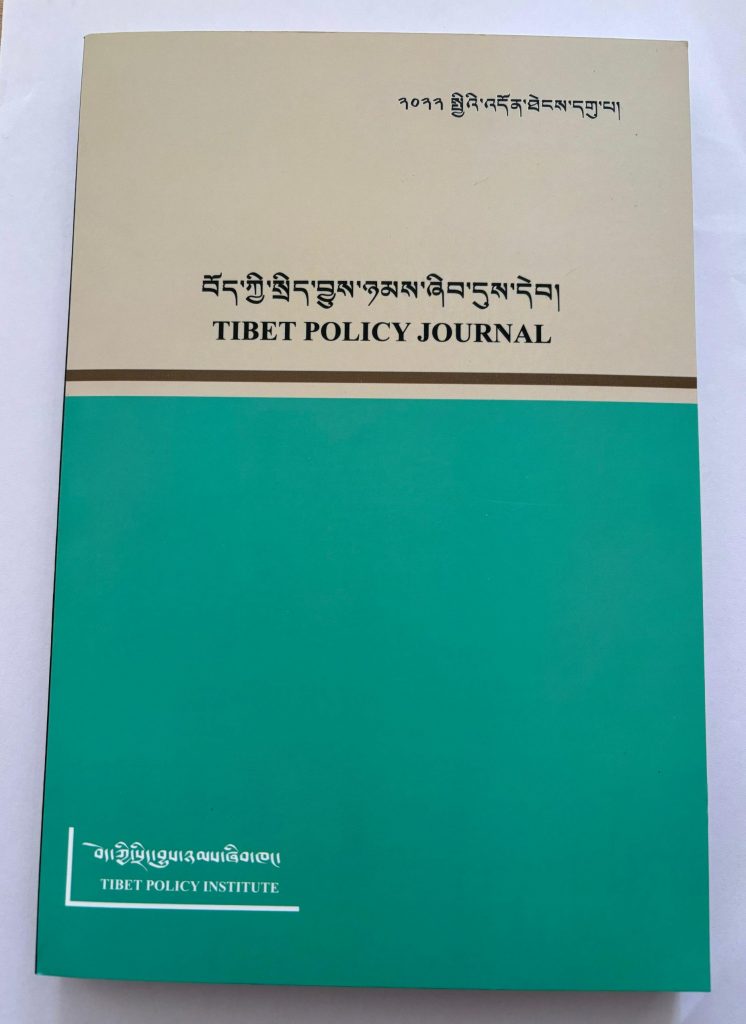 ༢༠༢༢ སྤྱིའི་འདོན་ཐེངས་དགུ་པ།
བོད་ཀྱི་སྲིད་བྱུས་ཉམས་ཞིབ་དུས་དེབ།
TIBET POLICY JOURNAL
TIBET POLICY INSTITUTE